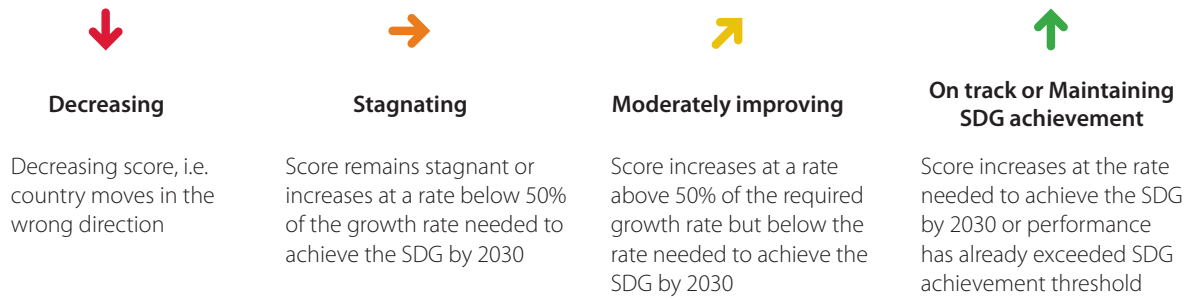 Decreasing
Decreasing score, i.e.
country moves in the
wrong direction
Stagnating
Score remains stagnant or
increases at a rate below 50%
of the growth rate needed to
achieve the SDG by 2030
Moderately improving
Score increases at a rate
above 50% of the required
growth rate but below the
rate needed to achieve the
SDG by 2030
On track or Maintaining
SDG achievement
Score increases at the rate
needed to achieve the SDG
by 2030 or performance
has already exceeded SDG
achievement threshold